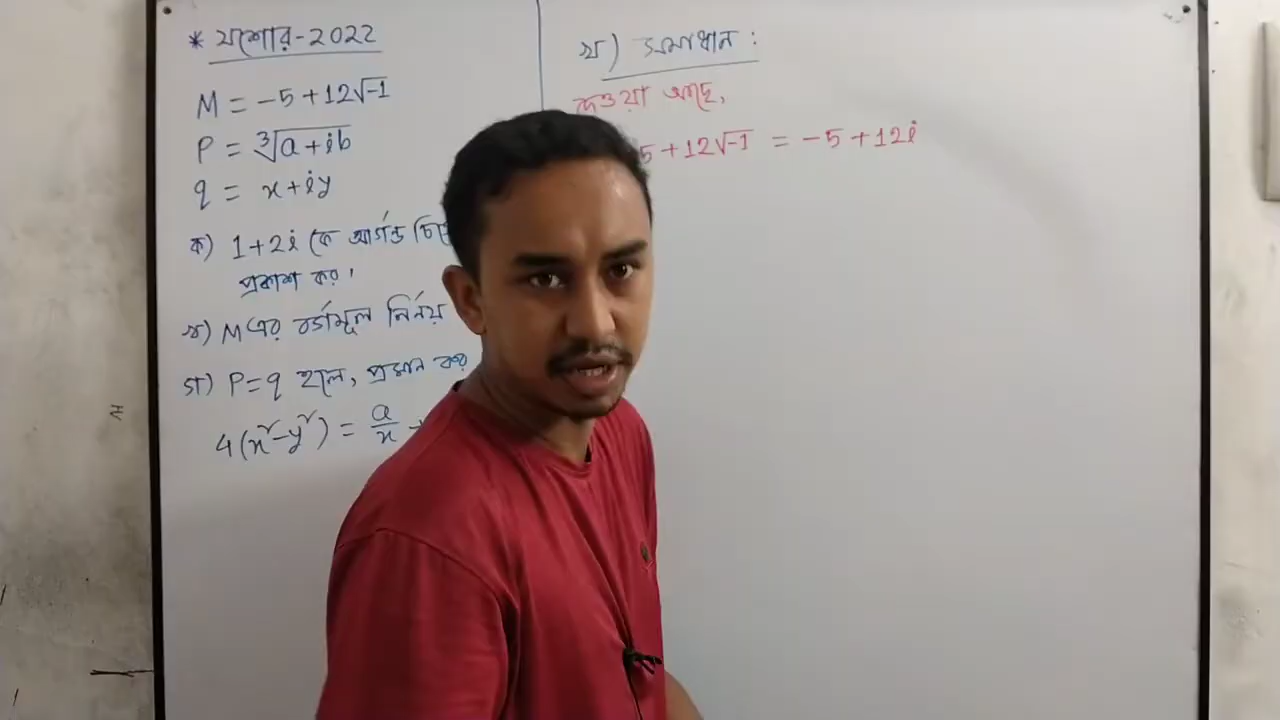 * যশোর-2022
M = -5 + 12√-1
P = ∛(a + ib)
q = x + iy
ক) 1+2i কে আর্গন্ড
প্রকাশ কর।
খ) M এর বর্গমূল নির্নয়
গ) P = q হলে, প্রমান কর
4(x² - y²) = a/x +
খ) সমাধান :
দেওয়া আছে,
5 + 12√-1 = -5 + 12i